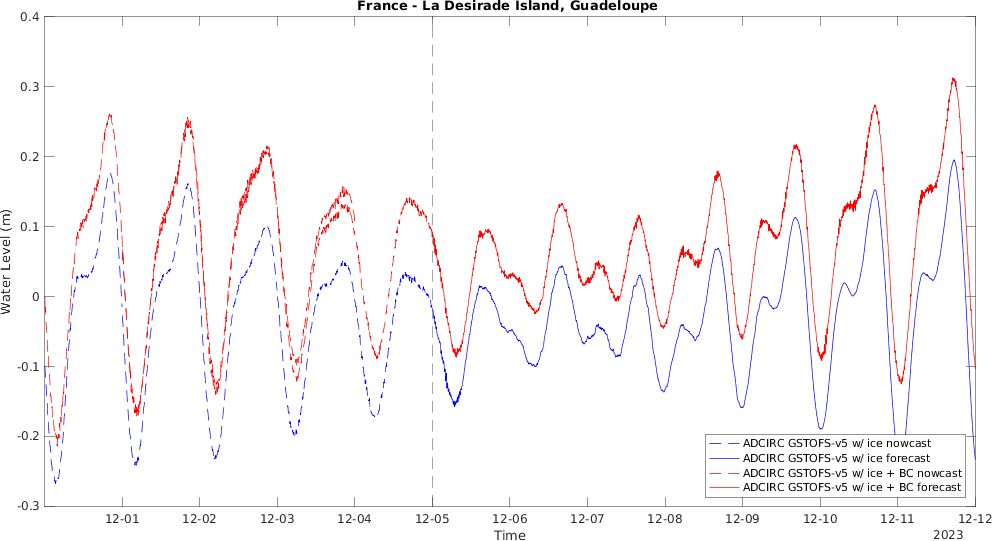 France - La Desirade Island, Guadeloupe
0.4
0.3
0.2
0.1
0
-0.1
-0.2
-0.3
Water Level (m)
12-01 12-02 12-03 12-04 12-05 12-06 12-07 12-08 12-09 12-10 12-11 12-12
Time
2023
ADCIRC GSTOFS-v5 w/ ice nowcast
ADCIRC GSTOFS-v5 w/ ice forecast
ADCIRC GSTOFS-v5 w/ ice + BC nowcast
ADCIRC GSTOFS-v5 w/ ice + BC forecast